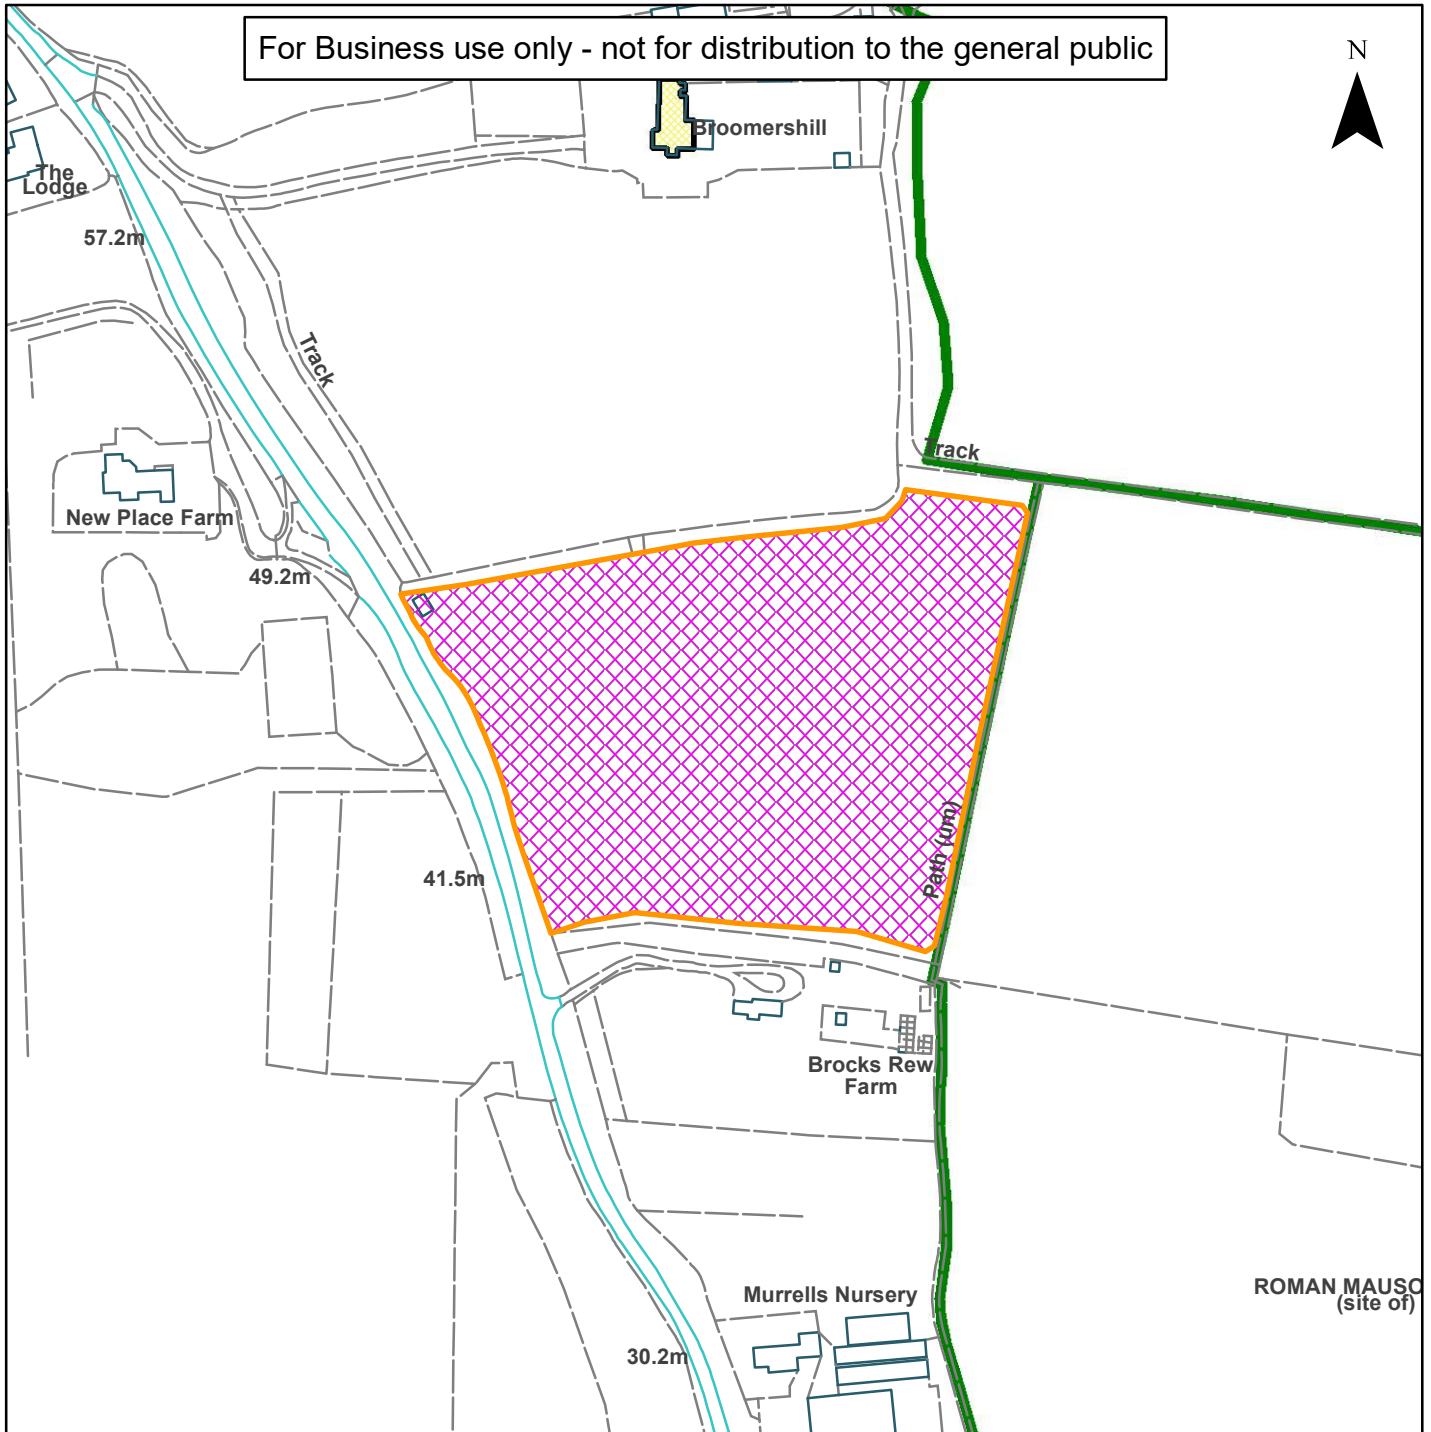 For Business use only - not for distribution to the general public
N
Broomershill
The
Lodge
57.2m
Track
Track
New Place Farm
49.2m
Path (um)
41.5m
Brocks Rew
Farm
ROMAN MAUSO
(site of)
Murrells Nursery
30.2m